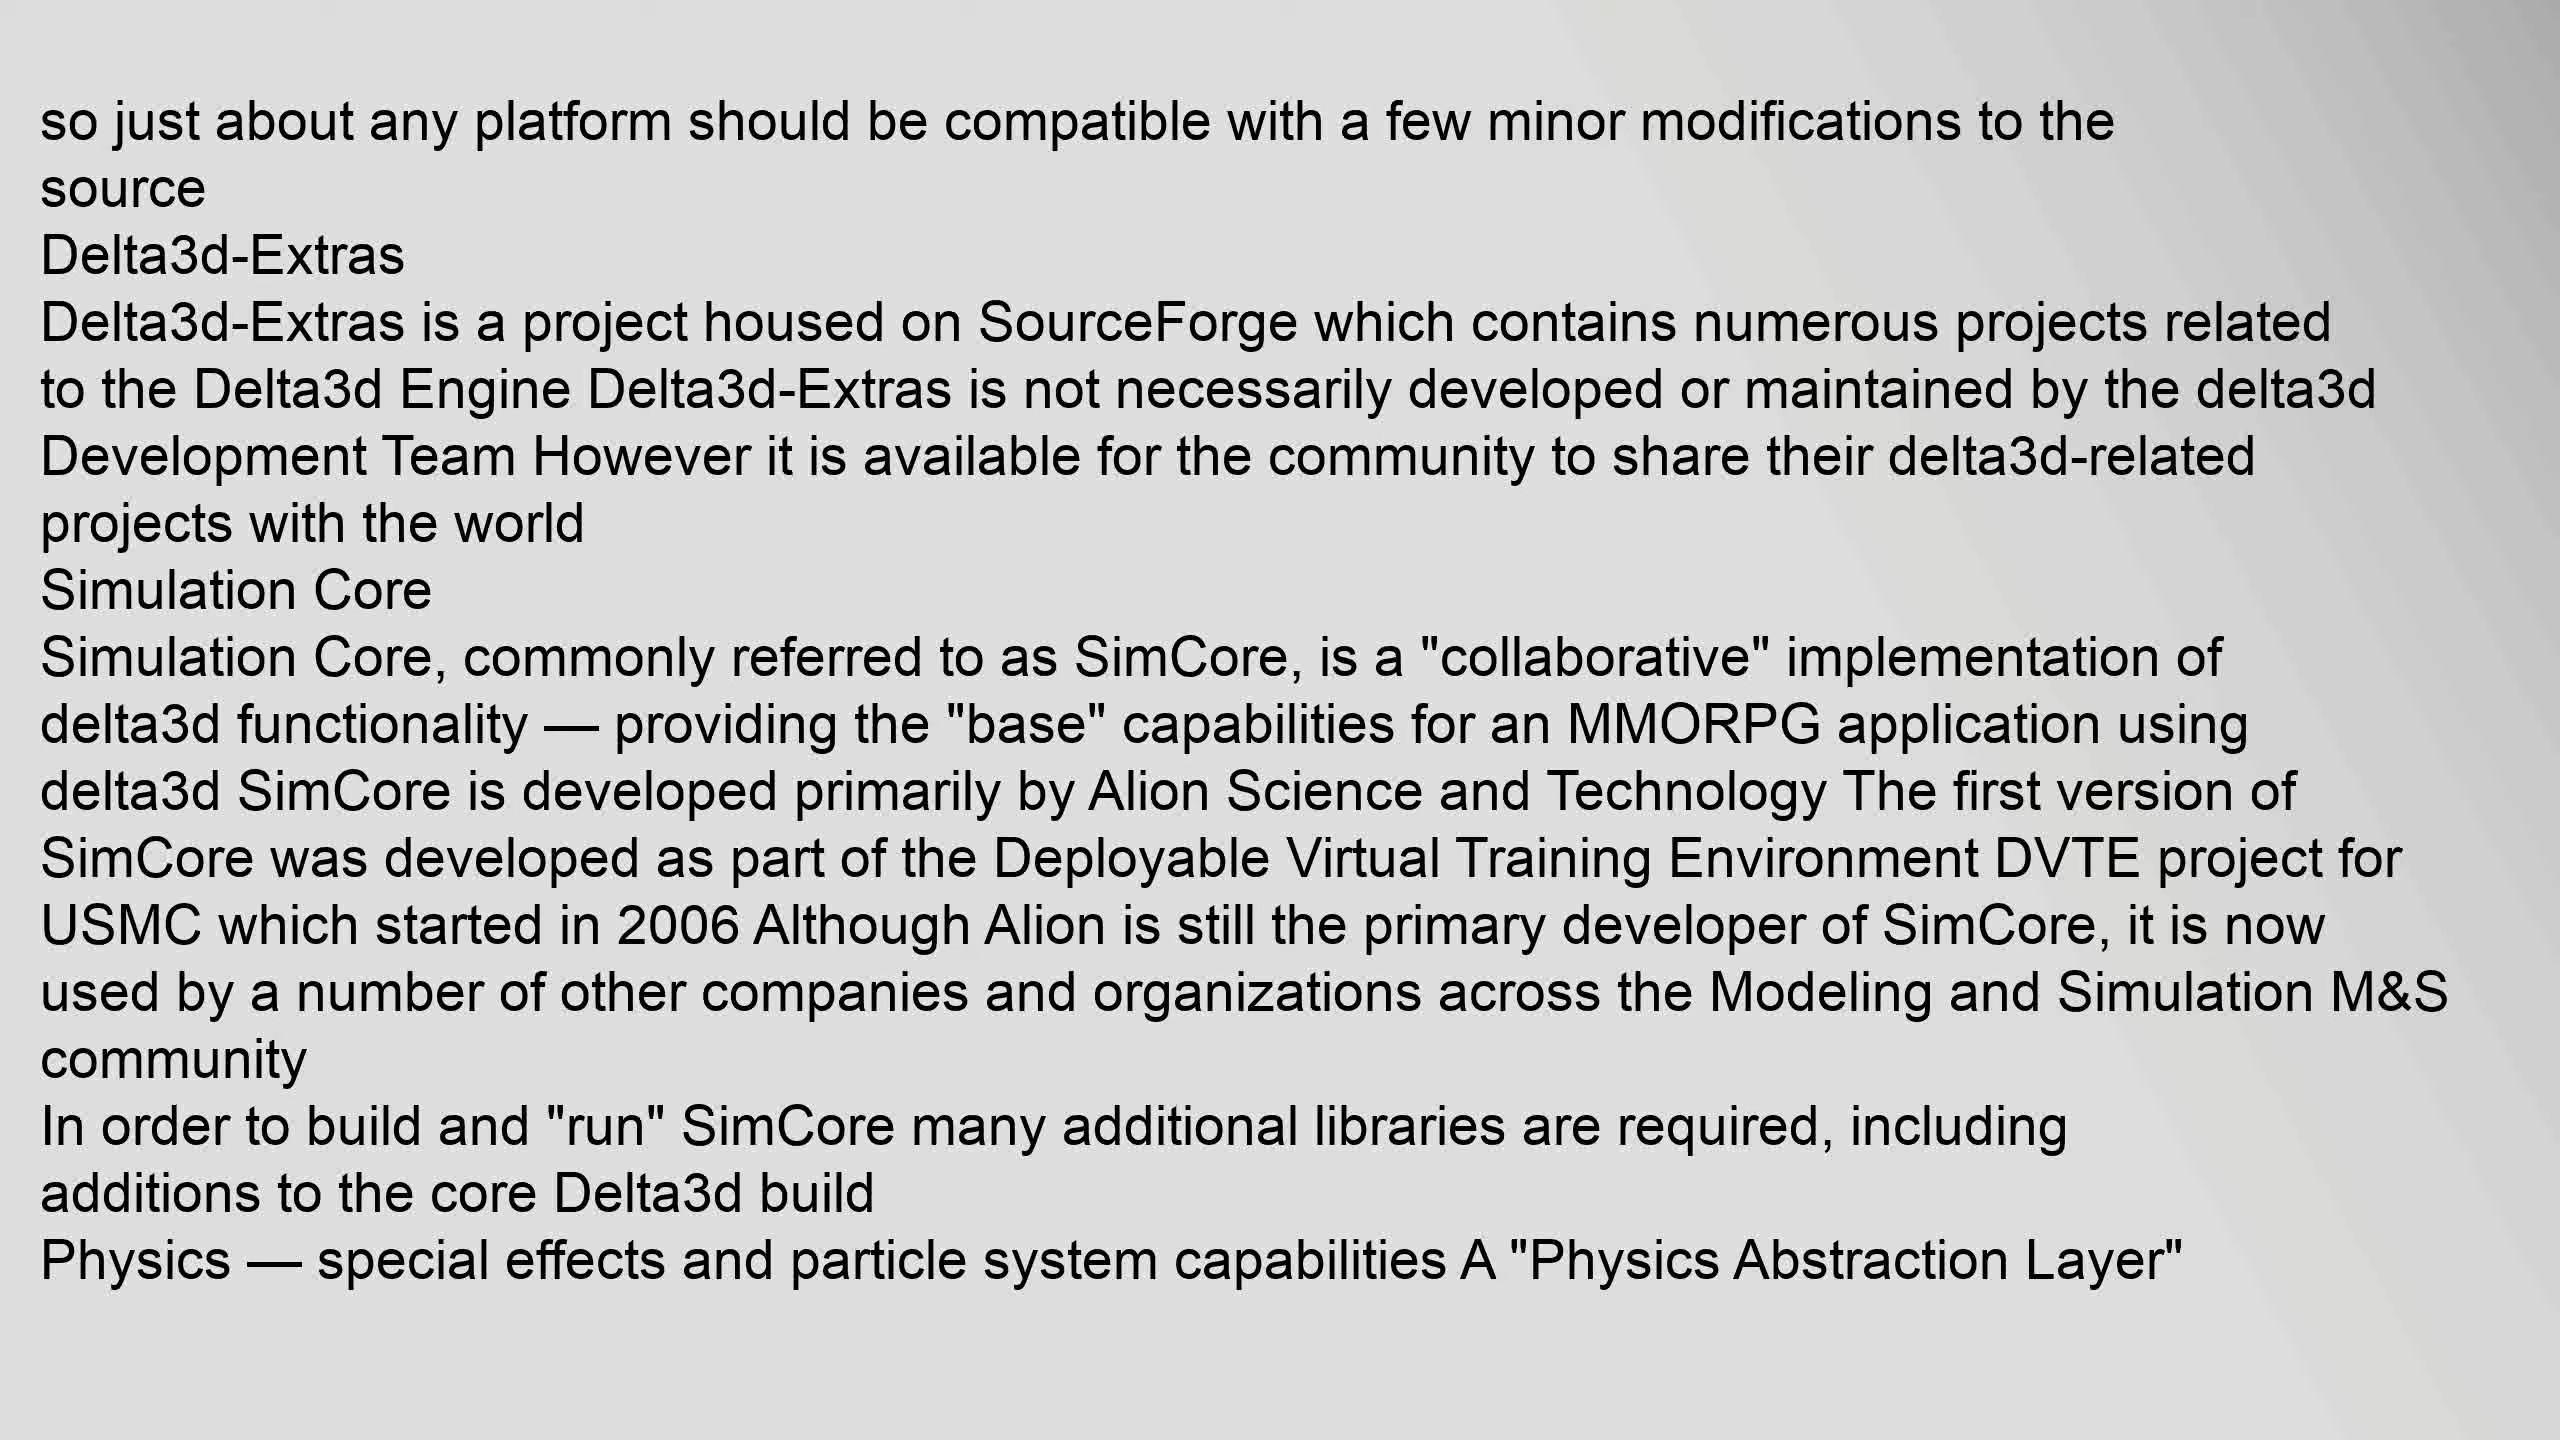 so just about any platform should be compatible with a few minor modifications to the
source
Delta3d-Extras
Delta3d-Extras is a project housed on SourceForge which contains numerous projects related
to the Delta3d Engine Delta3d-Extras is not necessarily developed or maintained by the delta3d
Development Team However it is available for the community to share their delta3d-related
projects with the world
Simulation Core
Simulation Core, commonly referred to as SimCore, is a "collaborative" implementation of
delta3d functionality — providing the "base" capabilities for an MMORPG application using
delta3d SimCore is developed primarily by Alion Science and Technology The first version of
SimCore was developed as part of the Deployable Virtual Training Environment DVTE project for
USMC which started in 2006 Although Alion is still the primary developer of SimCore, it is now
used by a number of other companies and organizations across the Modeling and Simulation M&S
community
In order to build and "run" SimCore many additional libraries are required, including
additions to the core Delta3d build
Physics — special effects and particle system capabilities A "Physics Abstraction Layer"